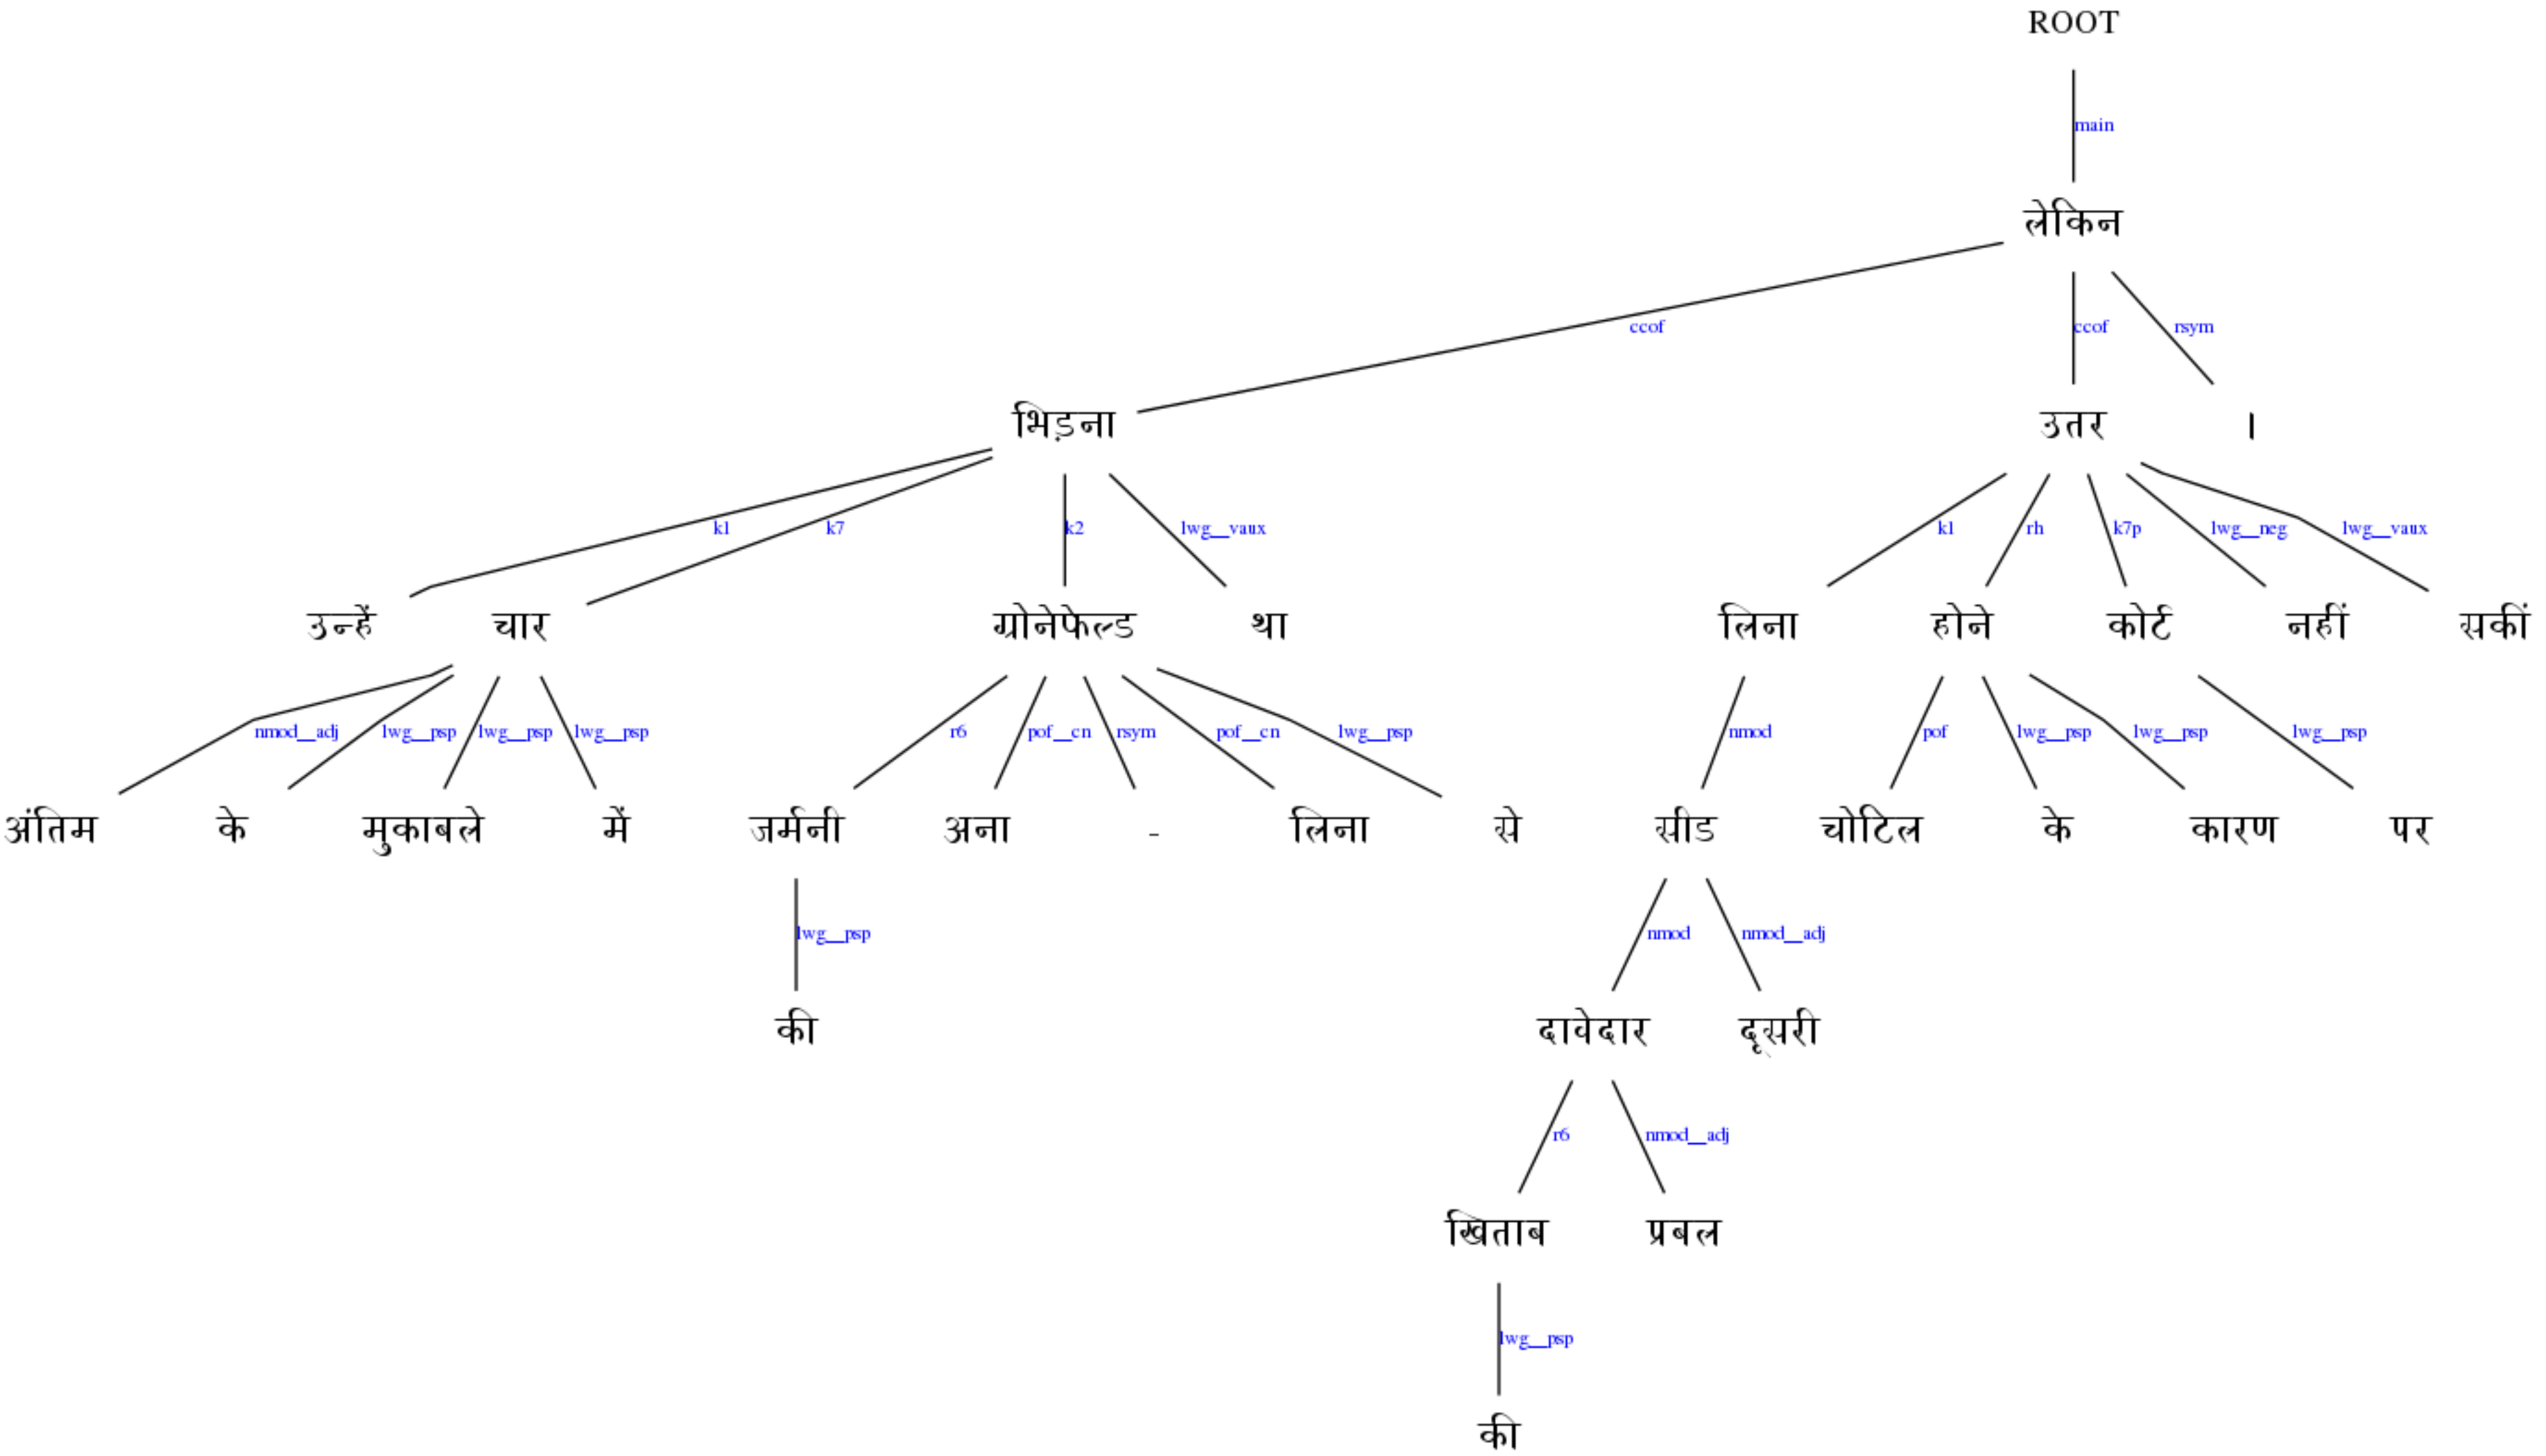 ROOT
main
लेकिन
ccof ccof rsym
भिड़ना उतर ।
k1 k7 k2 lwg__vaux k1 rh k7p lwg__neg lwg__vaux
उन्हें चार ग्रोनेफेल्ड था लिना होने कोर्ट नहीं सकीं
nmod__adj lwg__psp lwg__psp lwg__psp r6 pof__cn rsym pof__cn lwg__psp nmod pof lwg__psp lwg__psp lwg__psp
अंतिम के मुकाबले में जर्मनी अना - लिना से सीड चोटिल के कारण पर
lwg__psp nmod nmod__adj
की दावेदार दूसरी
r6 nmod__adj
खिताब प्रबल
lwg__psp
की